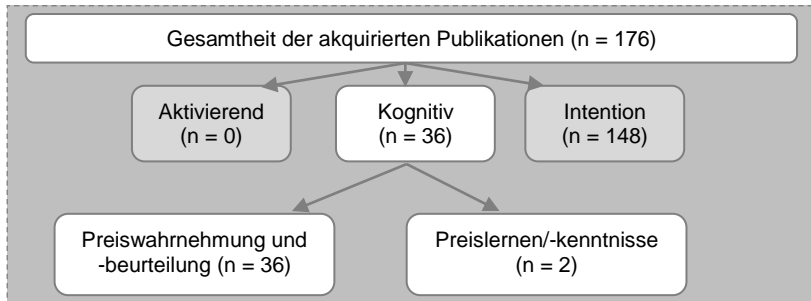 Gesamtheit der akquirierten Publikationen (n = 176)
Aktivierend
(n = 0)
Kognitiv
(n = 36)
Intention
(n = 148)
Preiswahrnehmung und
-beurteilung (n = 36)
Preislernen/-kenntnisse
(n = 2)